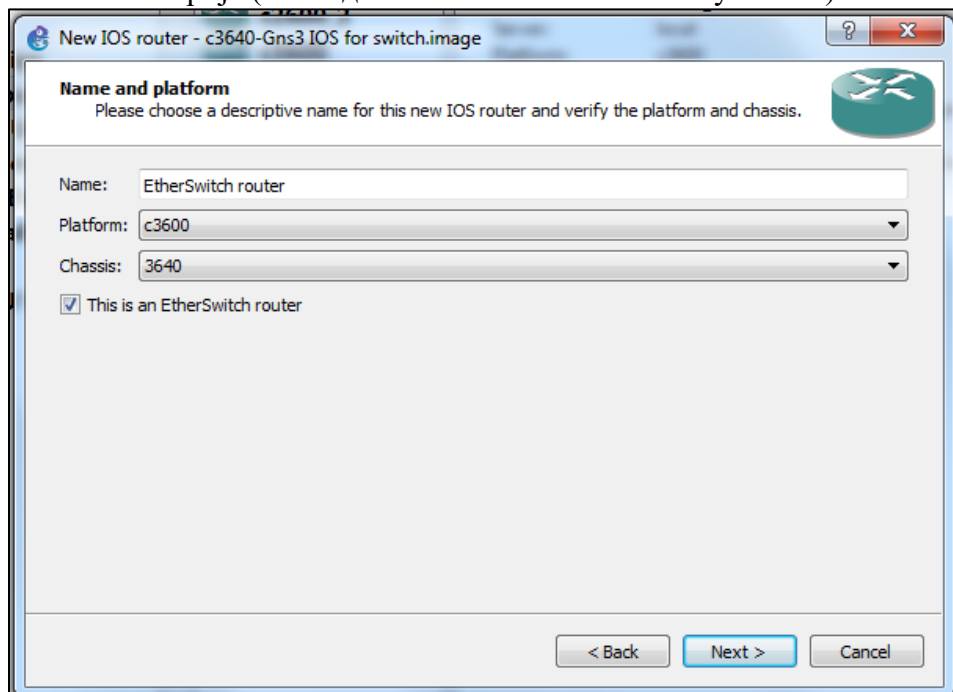 New IOS router - c3640-Gns3 IOS for switch.image
Name and platform
Please choose a descriptive name for this new IOS router and verify the platform and chassis.
Name: EtherSwitch router
Platform: c3600
Chassis: 3640
This is an EtherSwitch router
< Back Next > Cancel